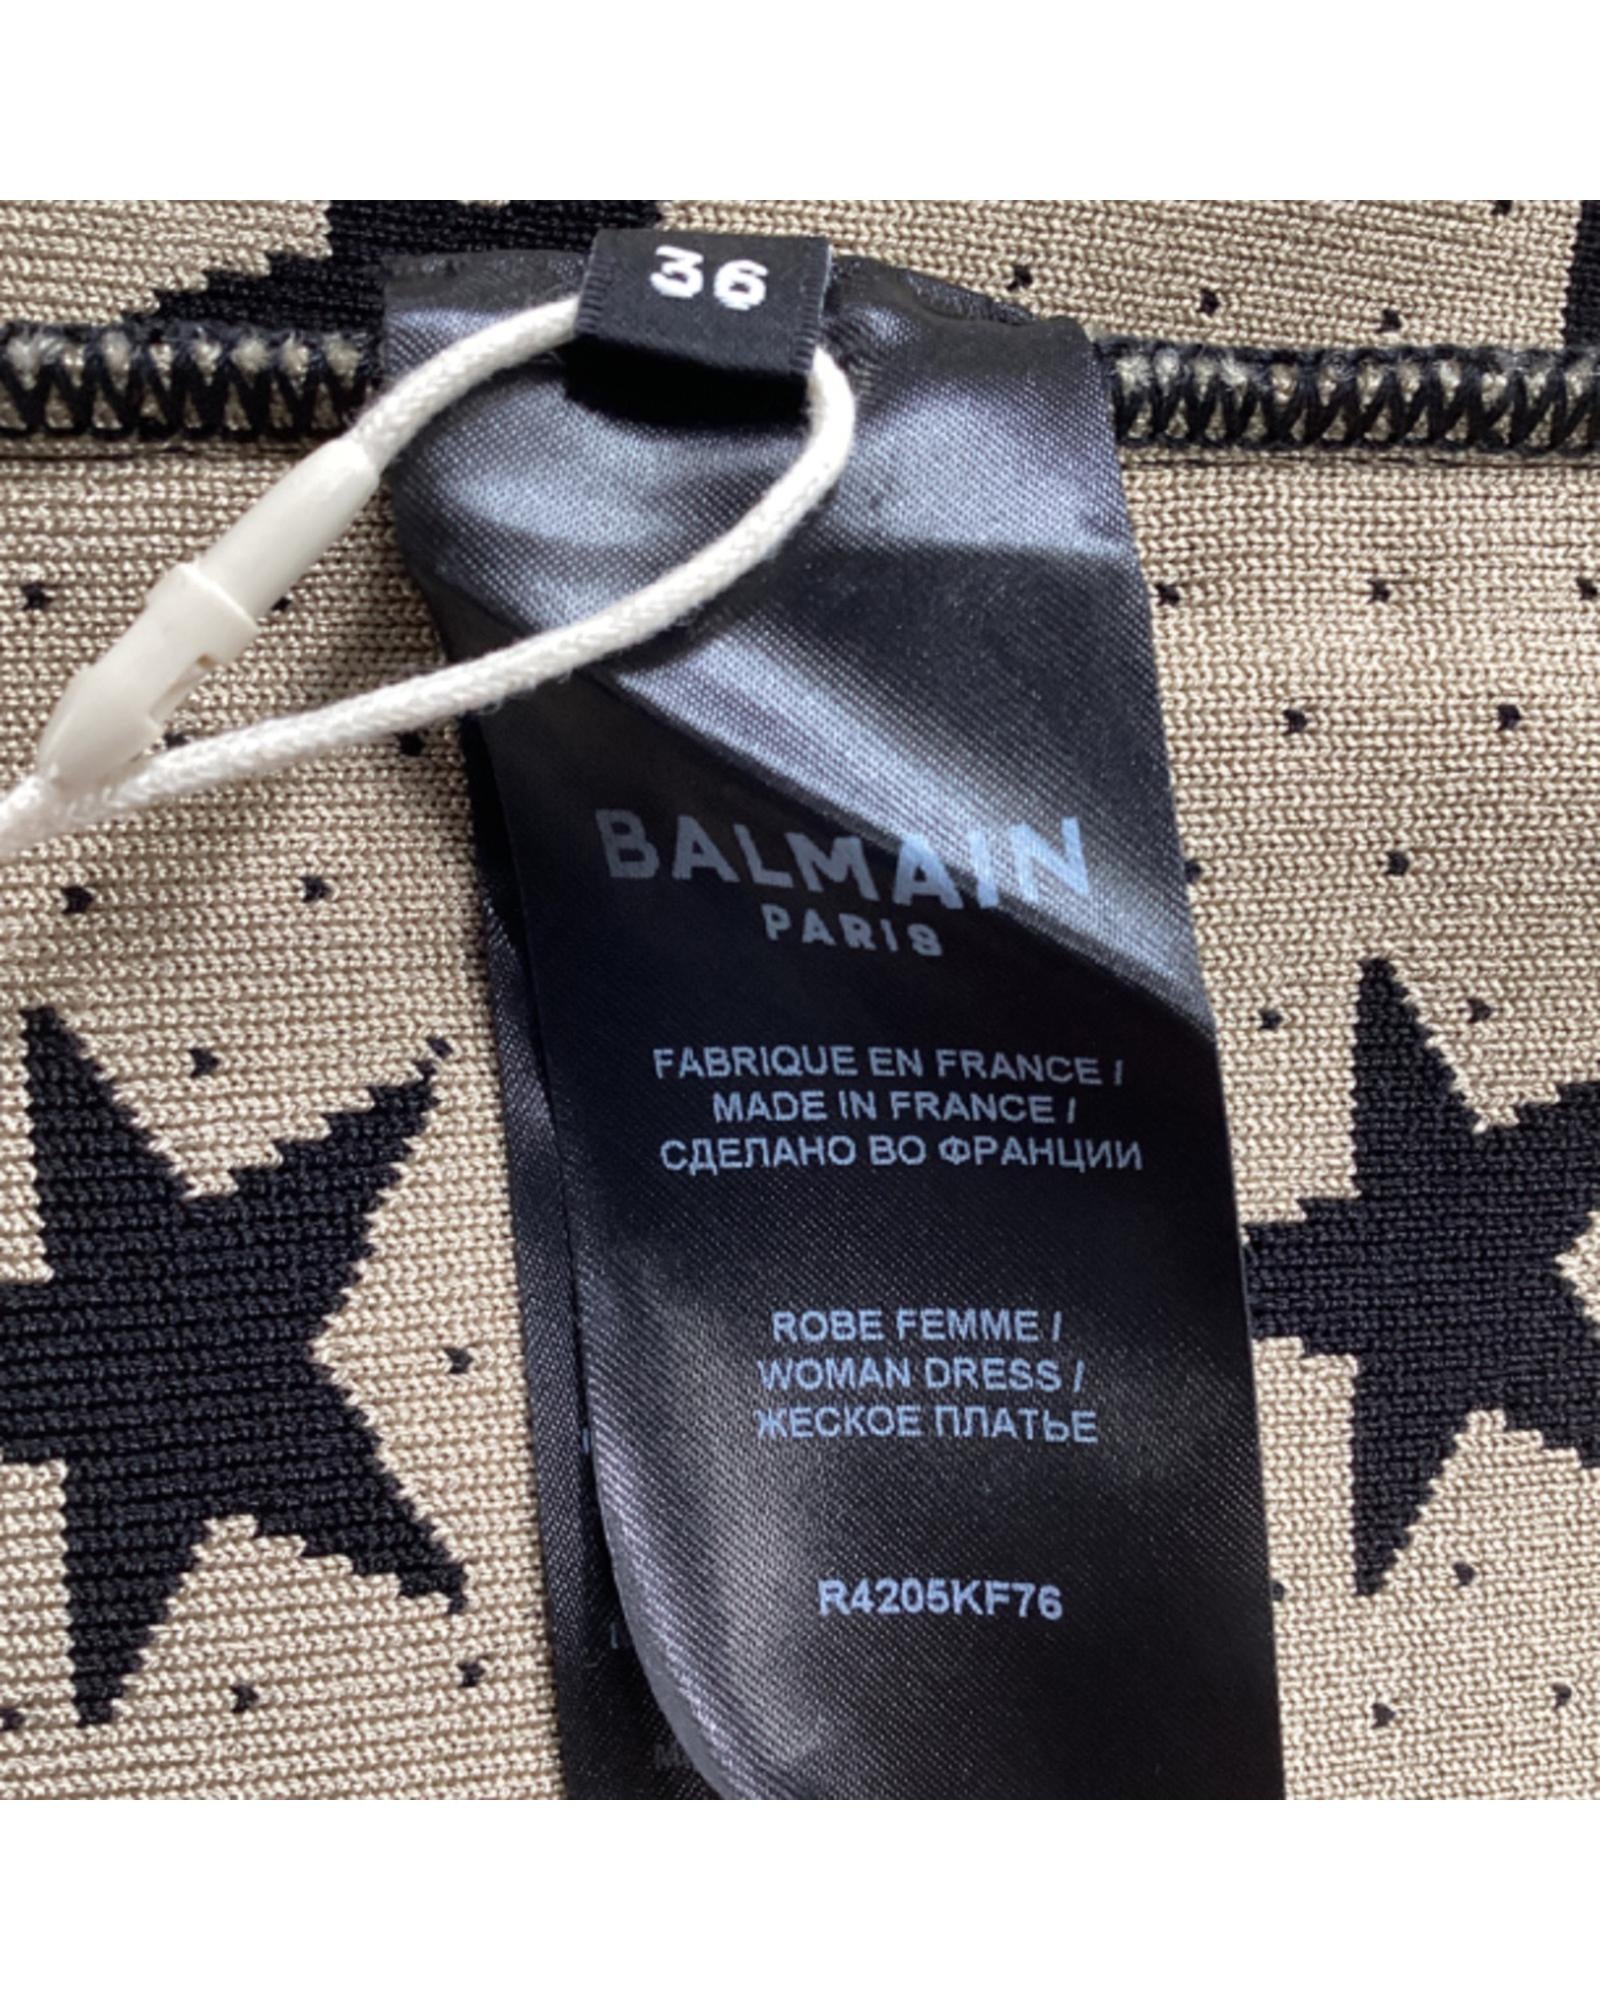 36
BALMAIN
PARIS
FABRIQUE EN FRANCE /
MADE IN FRANCE /
СДЕЛАНО ВО ФРАНЦИИ
ROBE FEMME /
WOMAN DRESS /
ЖЕСКОЕ ПЛАТЬЕ
R4205KF76